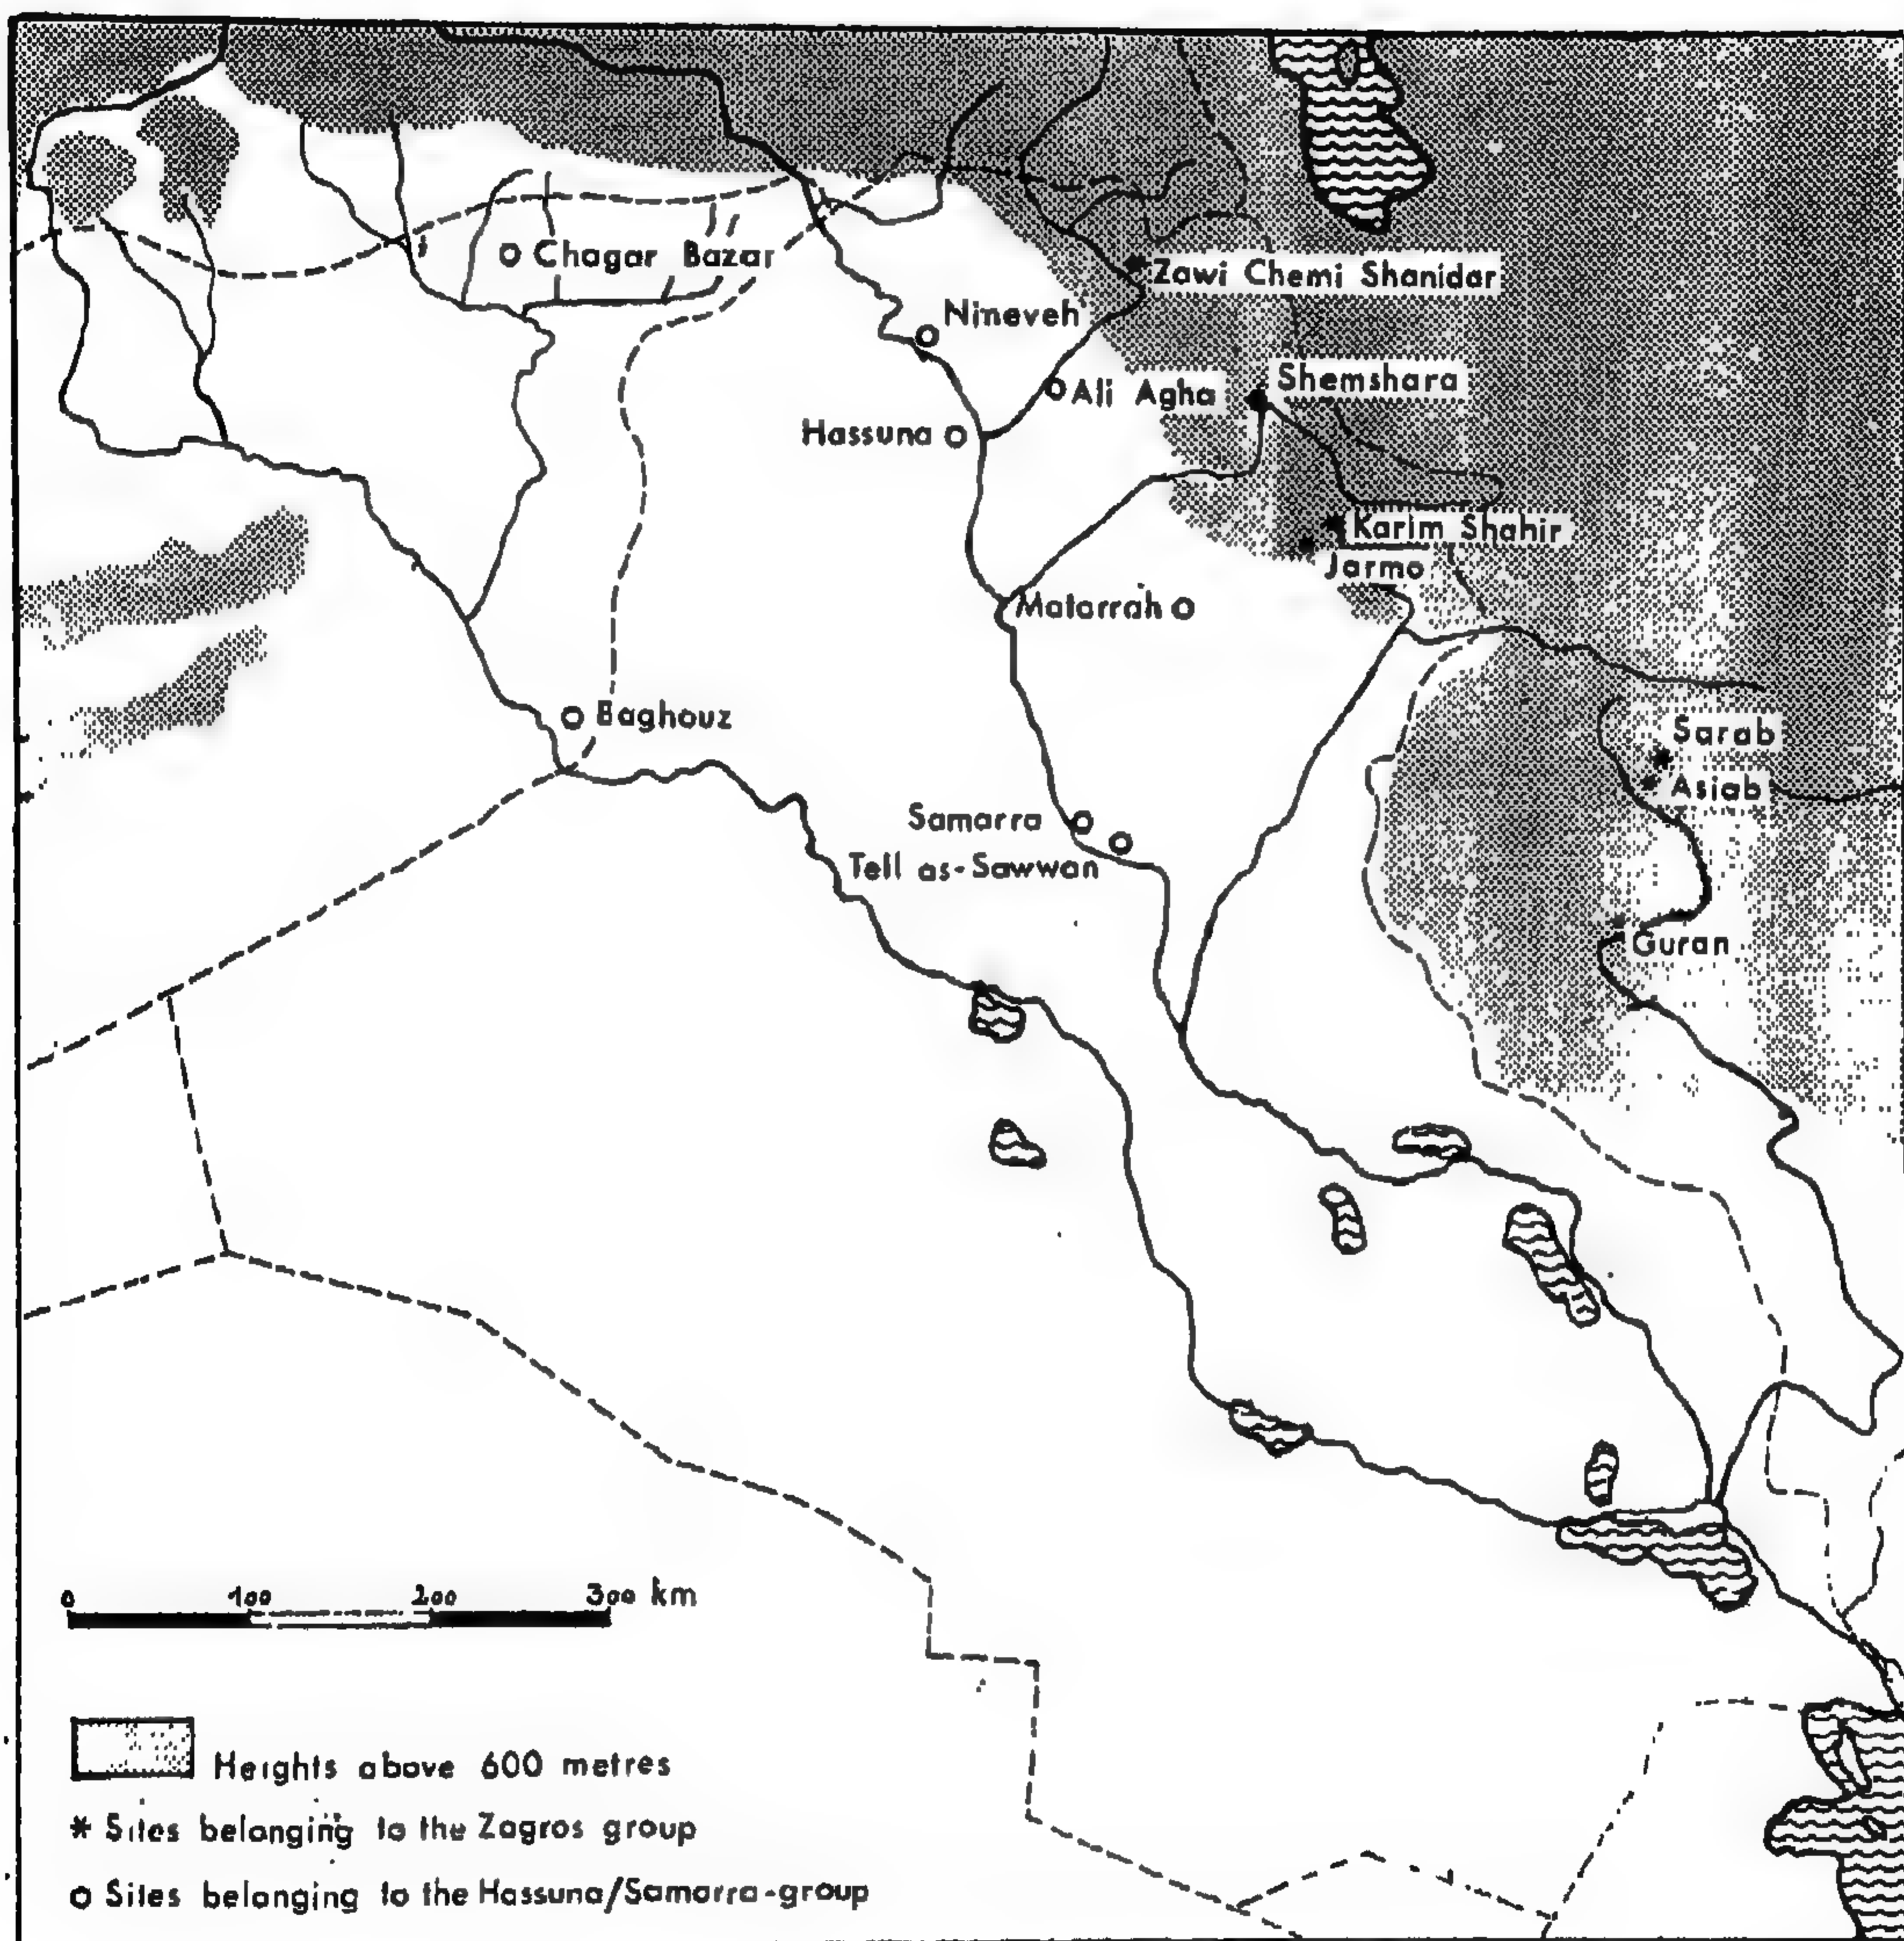 Chagar Bazar
Zawi Chemi Shanidar
Nineveh
Shemshara
Ali Agha
Hassuna
Karim Shahir
Jarmo
Matarrah
Baghouz
Sarab
Asiab
Samarra
Tell as-Sawwan
Guran
0 100 200 300 km
Heights above 600 metres
* Sites belonging to the Zagros group
o Sites belonging to the Hassuna/Samarra-group